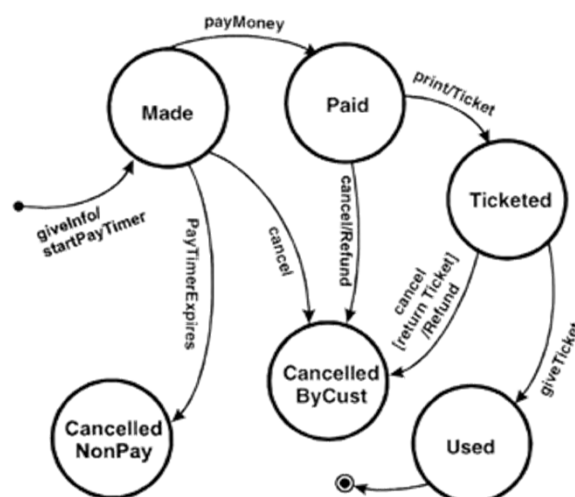 payMoney
Made
Paid
print/Ticket
Ticketed
giveInfo/
startPayTimer
PayTimerExpires
cancel
cancel/Refund
cancel
[return Ticket]
/Refund
giveTicket
Cancelled
ByCust
Cancelled
NonPay
Used